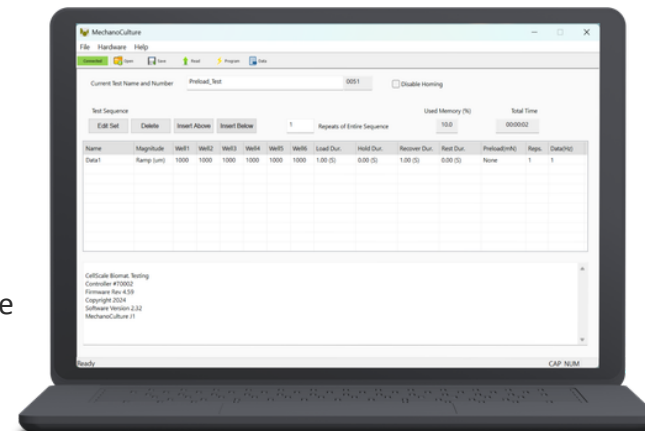 MechanoCulture
File Hardware Help
Connected Open Save Read Program Data
Current Test Name and Number Preload_Test 0051 Disable Homing
Test Sequence Used Memory (%) Total Time
Edit Set Delete Insert Above Insert Below 1 Repeats of Entire Sequence 10.0 00:00:02
Name Magnitude Well1 Well2 Well3 Well4 Well5 Well6 Load Dur. Hold Dur. Recover Dur. Rest Dur. Preload(mN) Reps. Data(Hz)
Data1 Ramp (um) 1000 1000 1000 1000 1000 1000 1.00 (S) 0.00 (S) 1.00 (S) 0.00 (S) None 1 1
e
CellScale Biomat. Testing
Controller #T0002
Firmware Rev 4.59
Copyright 2024
Software Version 2.32
MechanoCulture J1
Ready CAP NUM